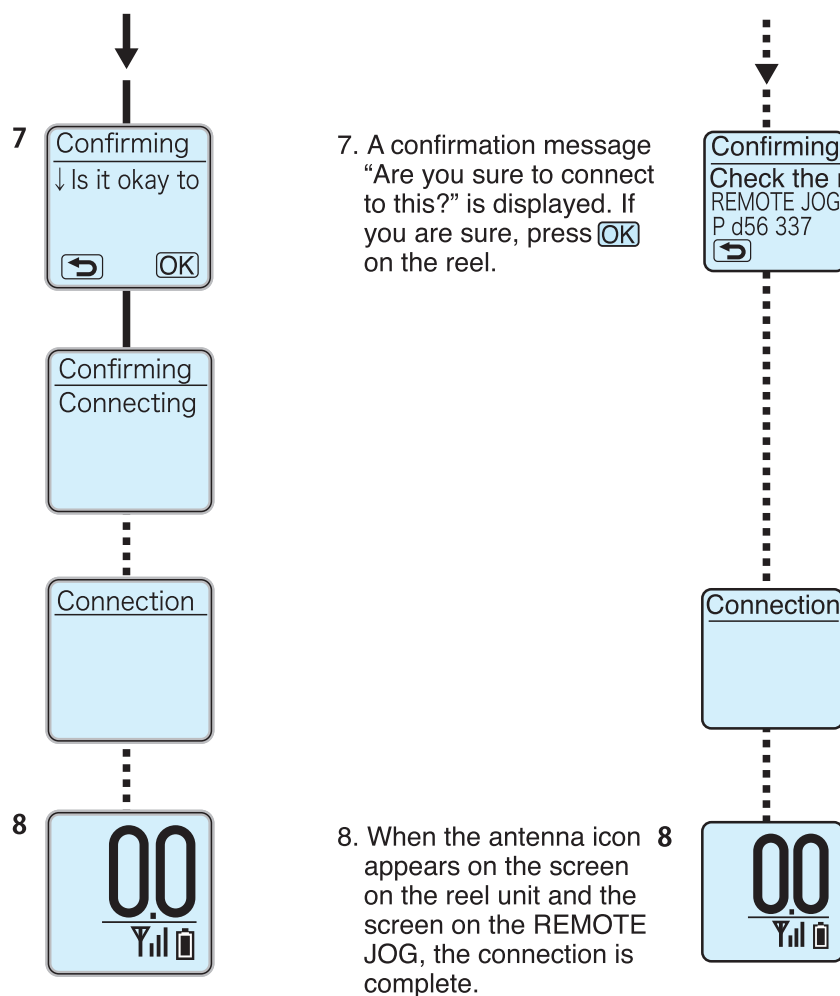 7
Confirming
↓ Is it okay to
OK
Confirming
Connecting
Connection
8
0.0
7. A confirmation message
“Are you sure to connect
to this?” is displayed. If
you are sure, press OK
on the reel.
8. When the antenna icon
appears on the screen
on the reel unit and the
screen on the REMOTE
JOG, the connection is
complete.
Confirming
Check the
REMOTE JOG
P d56 337
Connection
8
0.0